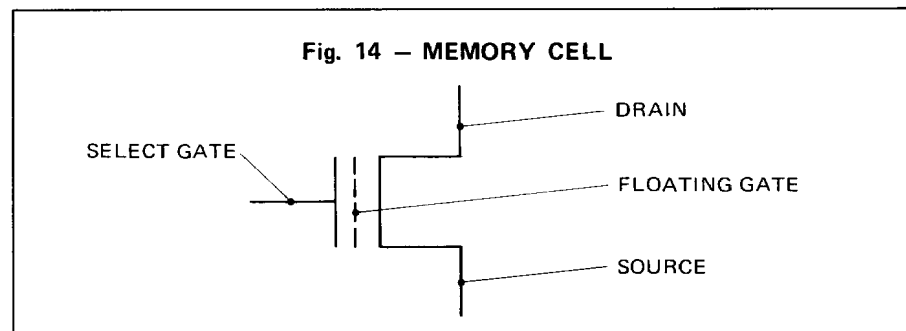 Fig. 14 — MEMORY CELL
DRAIN
SELECT GATE
FLOATING GATE
SOURCE